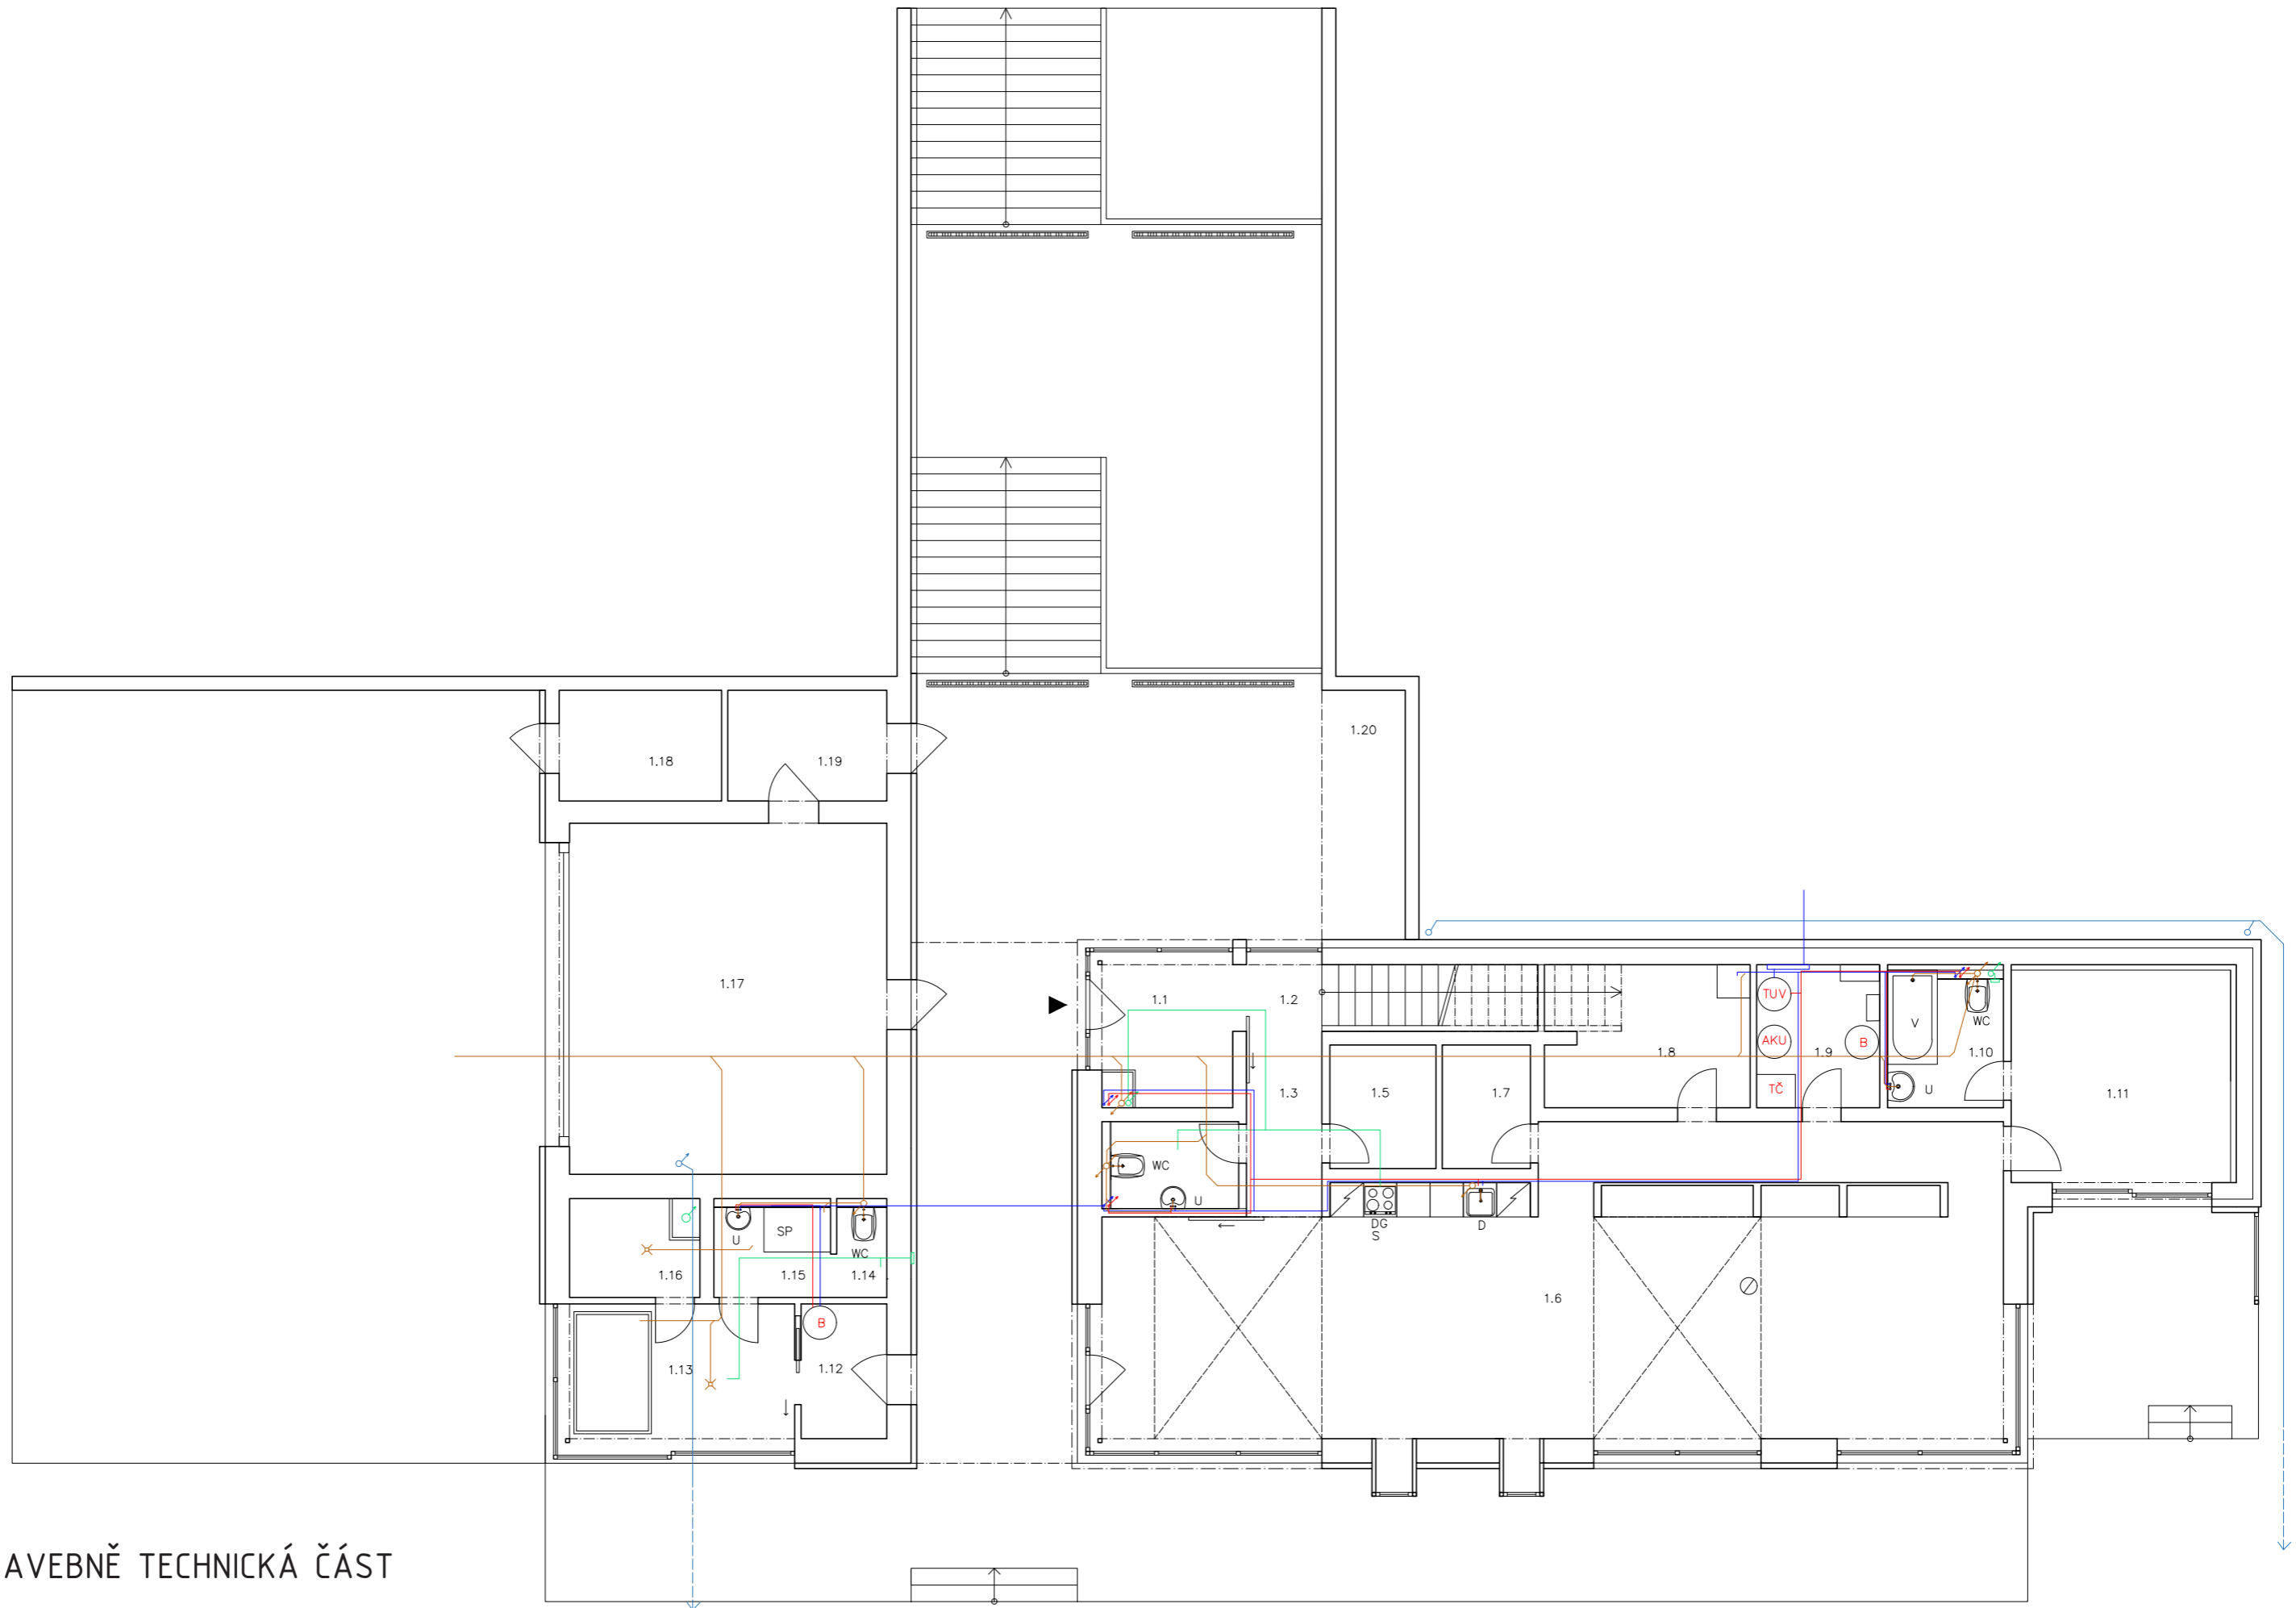 1.20
1.18
1.19
1.17
1.1
1.2
TUV
V
WC
AKU
B
1.8
1.9
1.10
TČ
U
1.3
1.5
1.7
1.11
WC
U
DG
S
D
SP
U
WC
1.16
1.15
1.14
1.6
B
1.13
1.12
AVEBNĚ TECHNICKÁ ČÁST